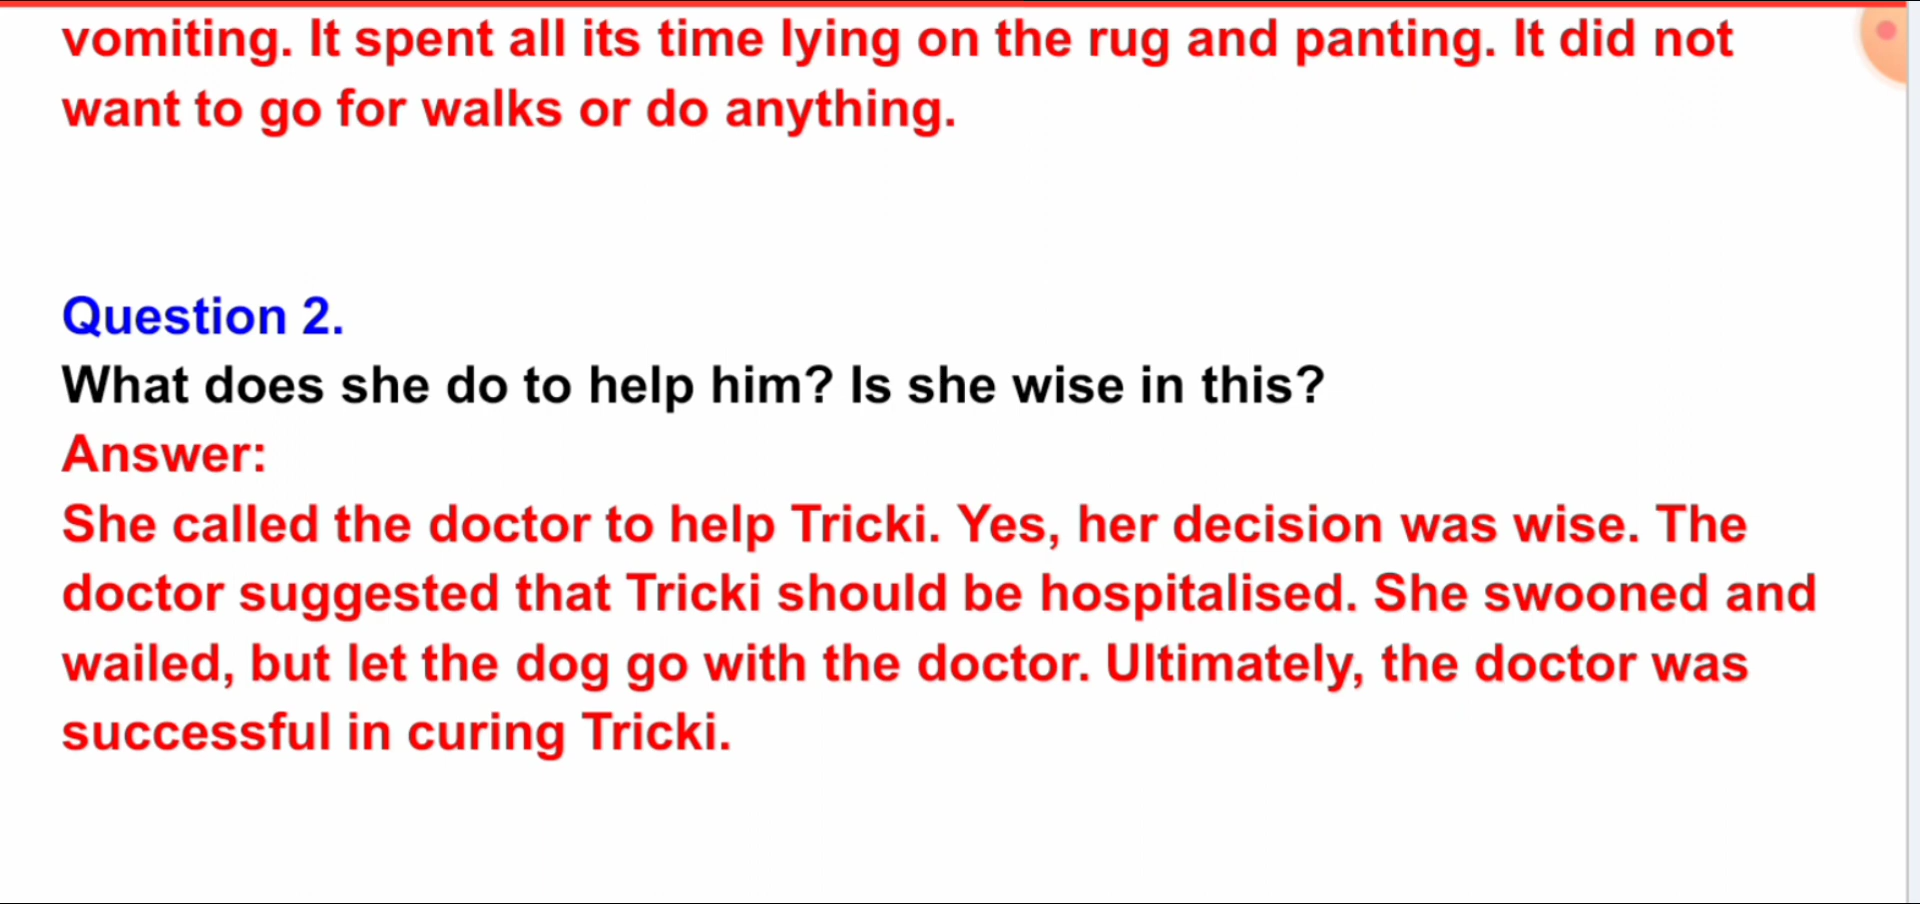 vomiting. It spent all its time lying on the rug and panting. It did not
want to go for walks or do anything.
Question 2.
What does she do to help him? Is she wise in this?
Answer:
She called the doctor to help Tricki. Yes, her decision was wise. The
doctor suggested that Tricki should be hospitalised. She swooned and
wailed, but let the dog go with the doctor. Ultimately, the doctor was
successful in curing Tricki.